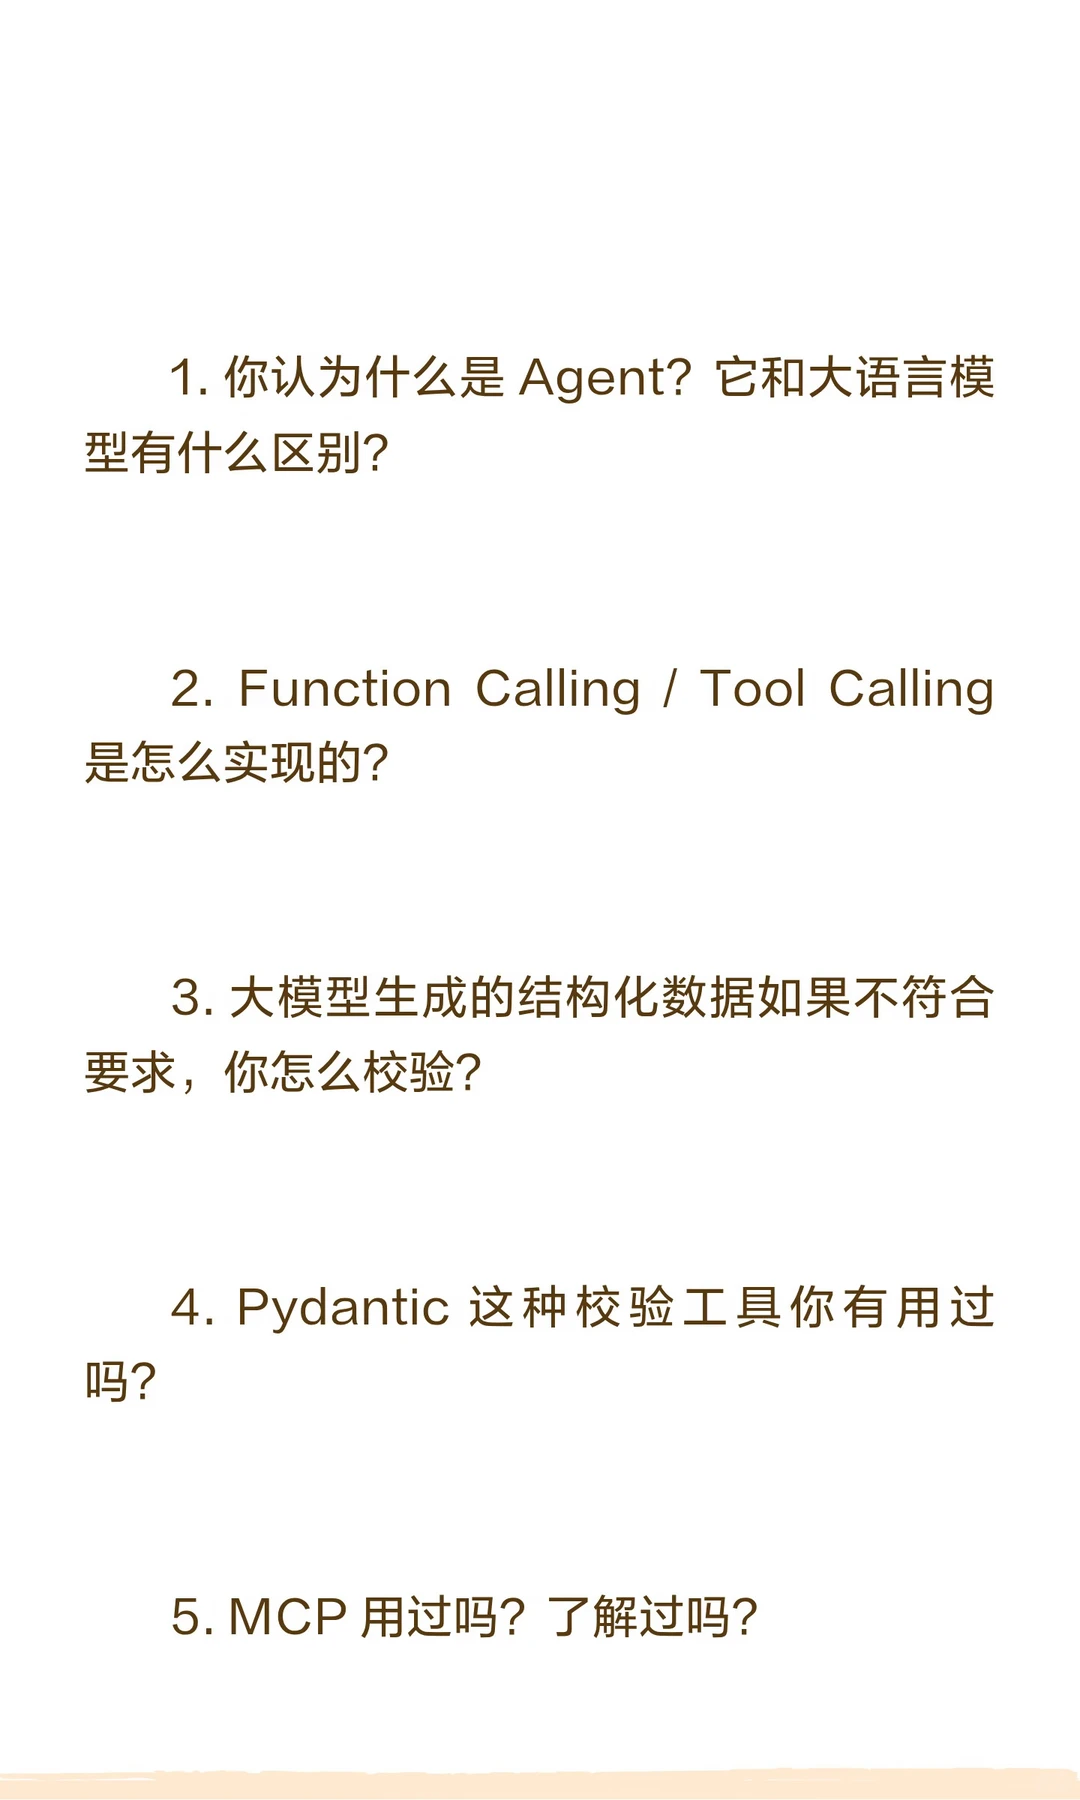 1. 你认为什么是 Agent？它和大语言模
型有什么区别？
2. Function Calling / Tool Calling
是怎么实现的？
3. 大模型生成的结构化数据如果不符合
要求，你怎么校验？
4. Pydantic 这种校验工具你有用过
吗？
5. MCP 用过吗？了解过吗？